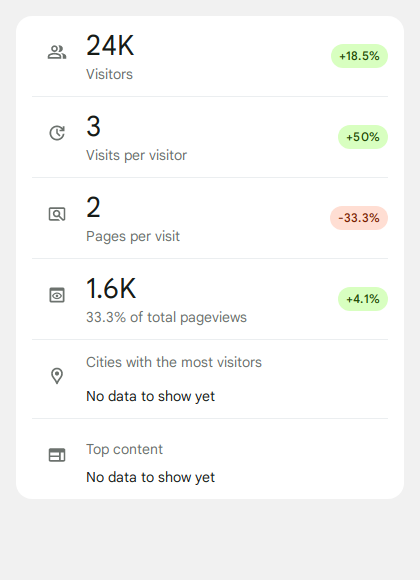 24K
Visitors
+18.5%
3
Visits per visitor
+50%
2
Pages per visit
-33.3%
1.6K
33.3% of total pageviews
+4.1%
Cities with the most visitors
No data to show yet
Top content
No data to show yet